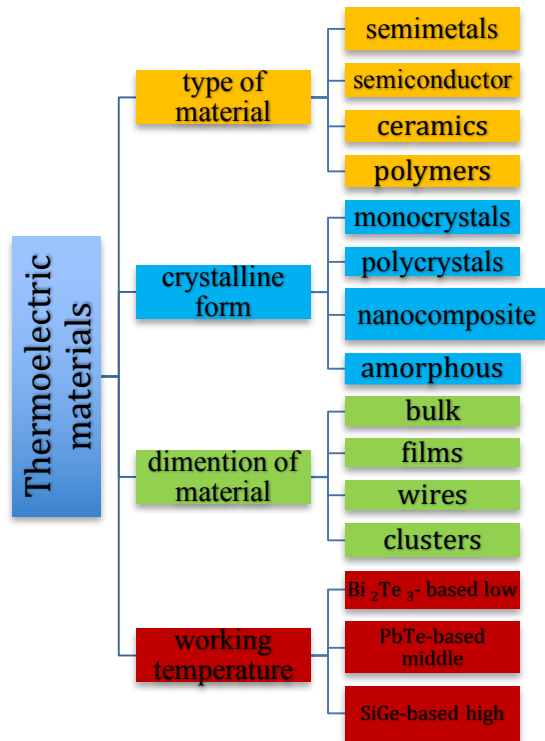 Thermoelectric
materials
type of
material
semimetals
semiconductor
ceramics
polymers
crystalline
form
monocrystals
polycrystals
nanocomposite
amorphous
dimention of
material
bulk
films
wires
clusters
working
temperature
Bi ₂Te ₃- based low
PbTe-based
middle
SiGe-based high